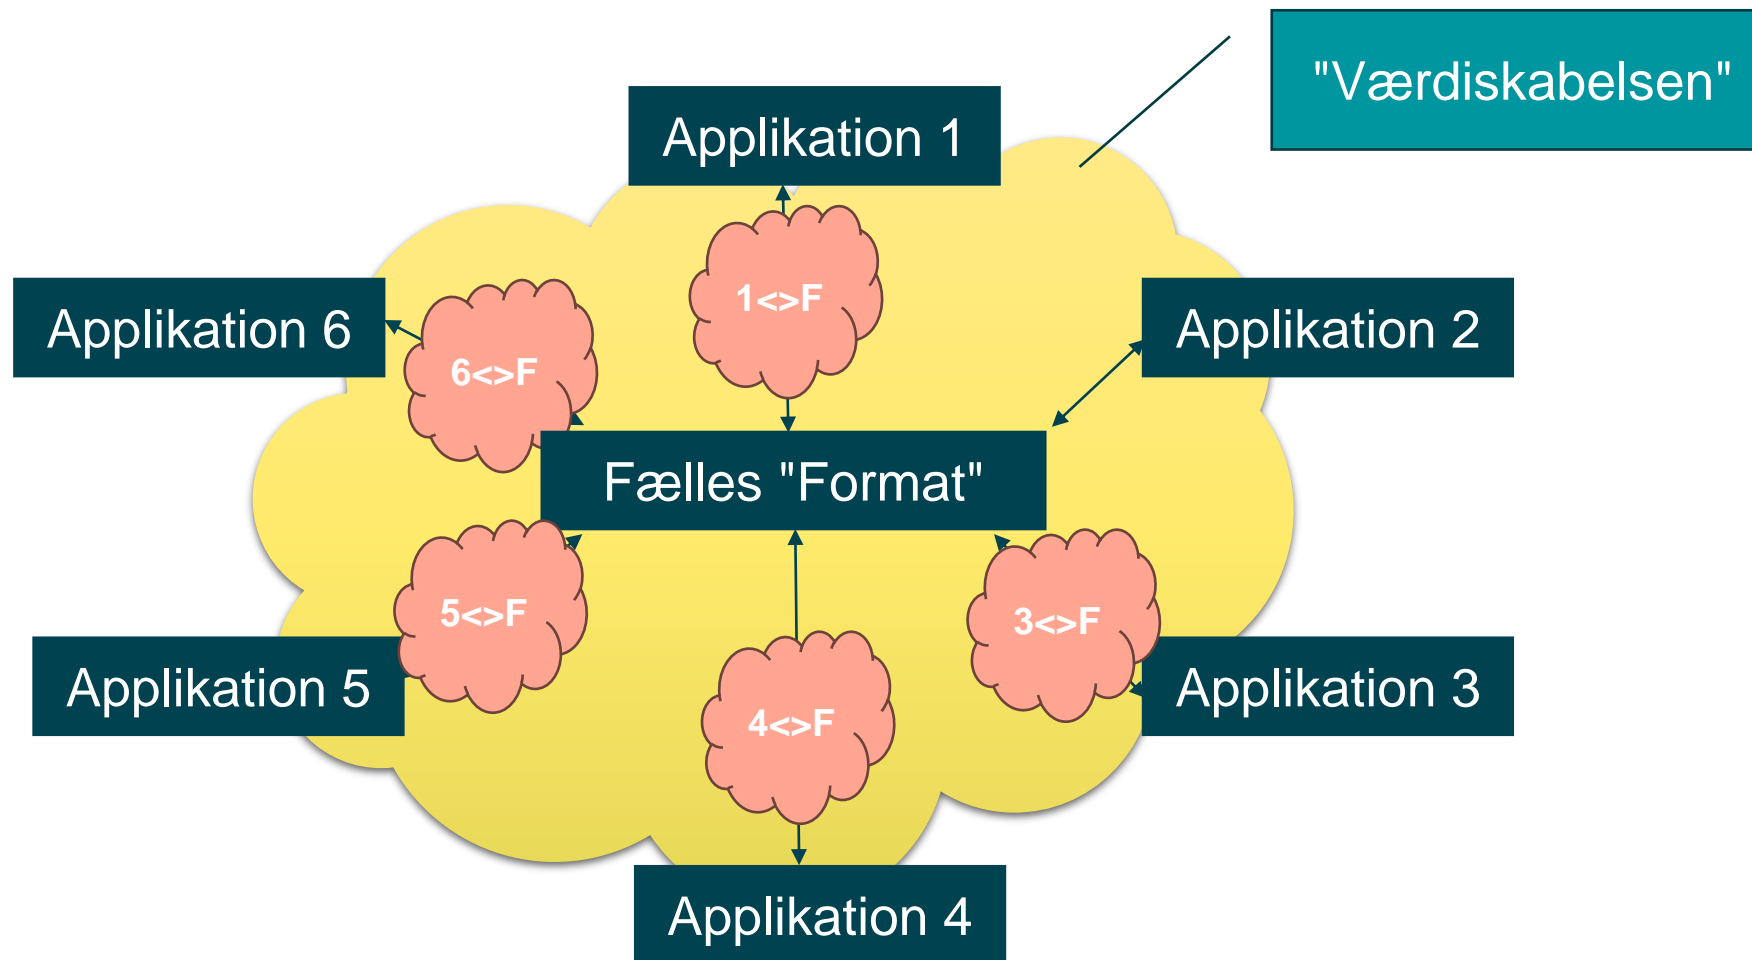 "Værdiskabelsen"
Applikation 1
1<>F
Applikation 6
Applikation 2
6<>F
Fælles "Format"
5<>F
3<>F
Applikation 5
Applikation 3
4<>F
Applikation 4